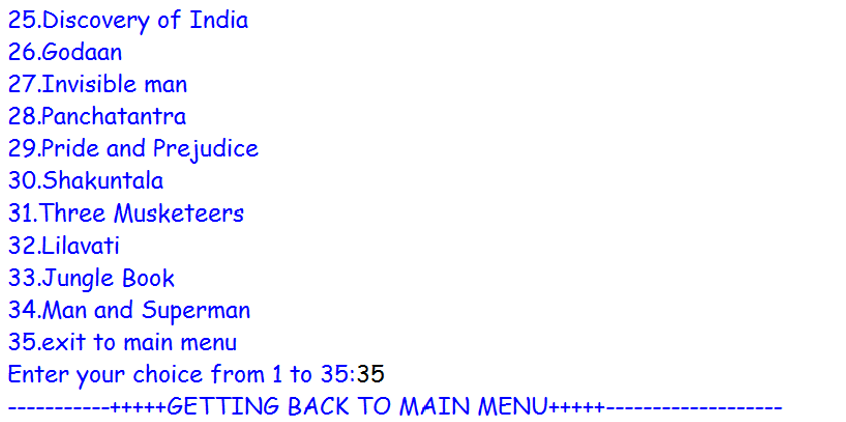 25.Discovery of India
26.Godaan
27.Invisible man
28.Panchatantra
29.Pride and Prejudice
30.Shakuntala
31.Three Musketeers
32.Lilavati
33.Jungle Book
34.Man and Superman
35.exit to main menu
Enter your choice from 1 to 35:35
-----------+++++GETTING BACK TO MAIN MENU+++++-------------------